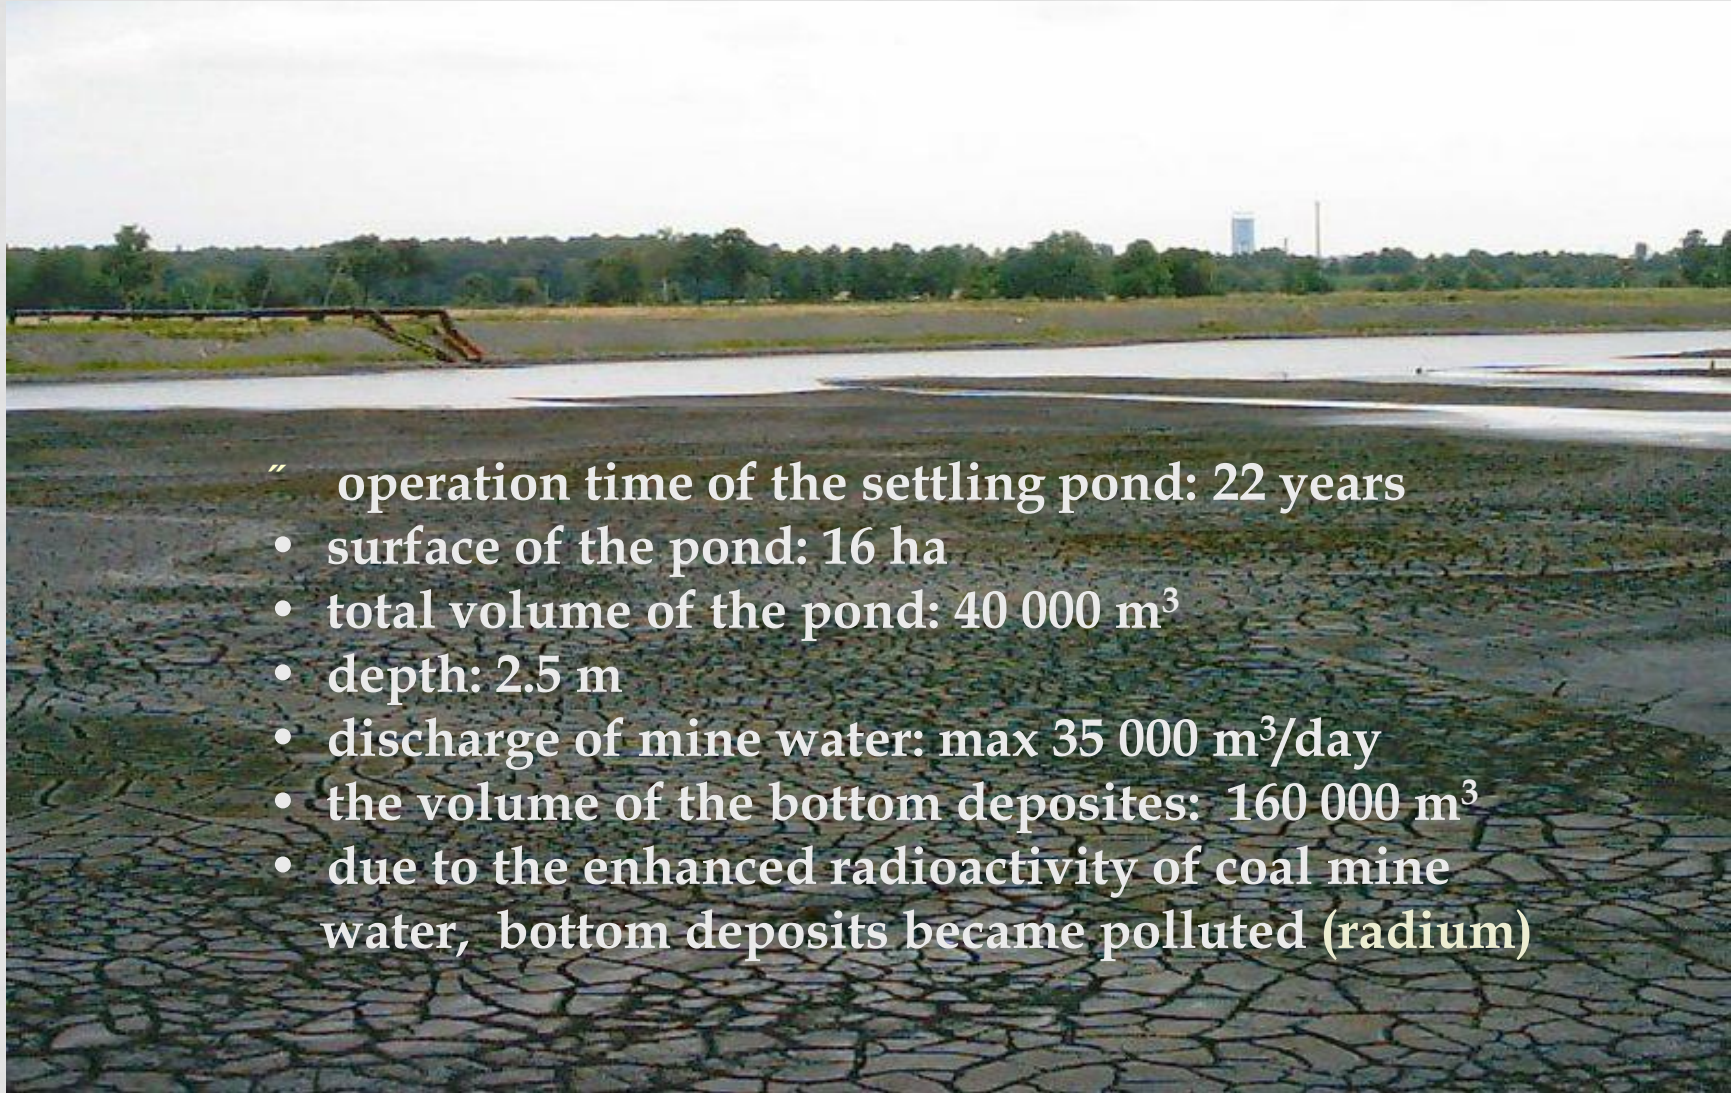 ˝ operation time of the settling pond: 22 years
• surface of the pond: 16 ha
• total volume of the pond: 40 000 m³
• depth: 2.5 m
• discharge of mine water: max 35 000 m³/day
• the volume of the bottom deposites: 160 000 m³
• due to the enhanced radioactivity of coal mine
water, bottom deposits became polluted (radium)